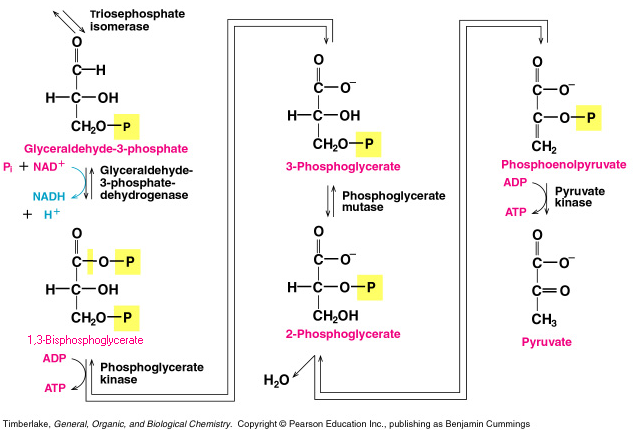 Triosephosphate
isomerase
O
C—H
H—C—OH
CH₂O—P
Glyceraldehyde-3-phosphate
Pi + NAD⁺
NADH
+ H⁺
Glyceraldehyde-
3-phosphate-
dehydrogenase
O
C—O—P
H—C—OH
CH₂O—P
1,3-Bisphosphoglycerate
ADP
ATP
Phosphoglycerate
kinase
O
C—O⁻
H—C—OH
CH₂O—P
3-Phosphoglycerate
Phosphoglycerate
mutase
O
C—O⁻
H—C—O—P
CH₂OH
2-Phosphoglycerate
H₂O
O
C—O⁻
C—O—P
CH₂
Phosphoenolpyruvate
ADP
ATP
Pyruvate
kinase
O
C—O⁻
C=O
CH₃
Pyruvate
Timberlake, General, Organic, and Biological Chemistry. Copyright © Pearson Education Inc., publishing as Benjamin Cummings